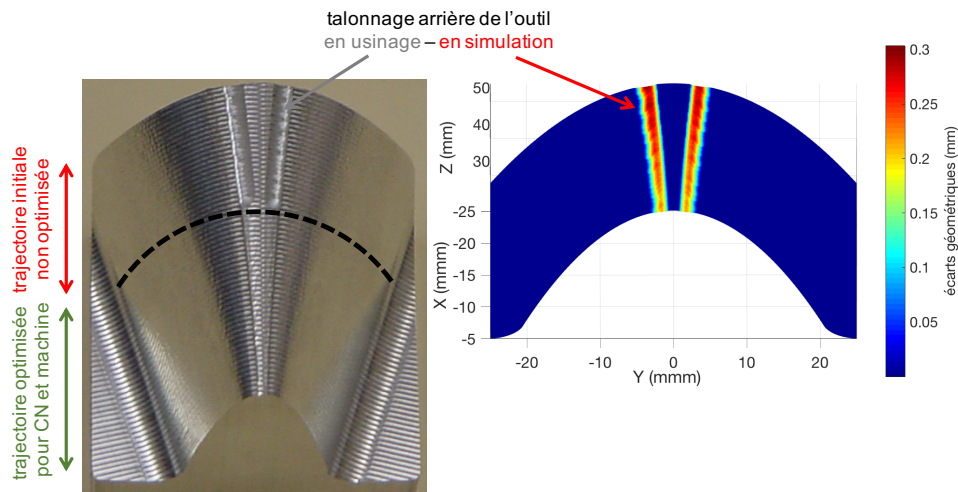 talonnage arrière de l'outil
en usinage – en simulation
trajectoire initiale
non optimisée
trajectoire optimisée
pour CN et machine
50
40
30
Z (mm)
-25
-20
-15
-10
-5
X (mmm)
-20
-10
0
10
20
Y (mmm)
0.3
0.25
0.2
0.15
0.1
0.05
écarts géométriques (mm)